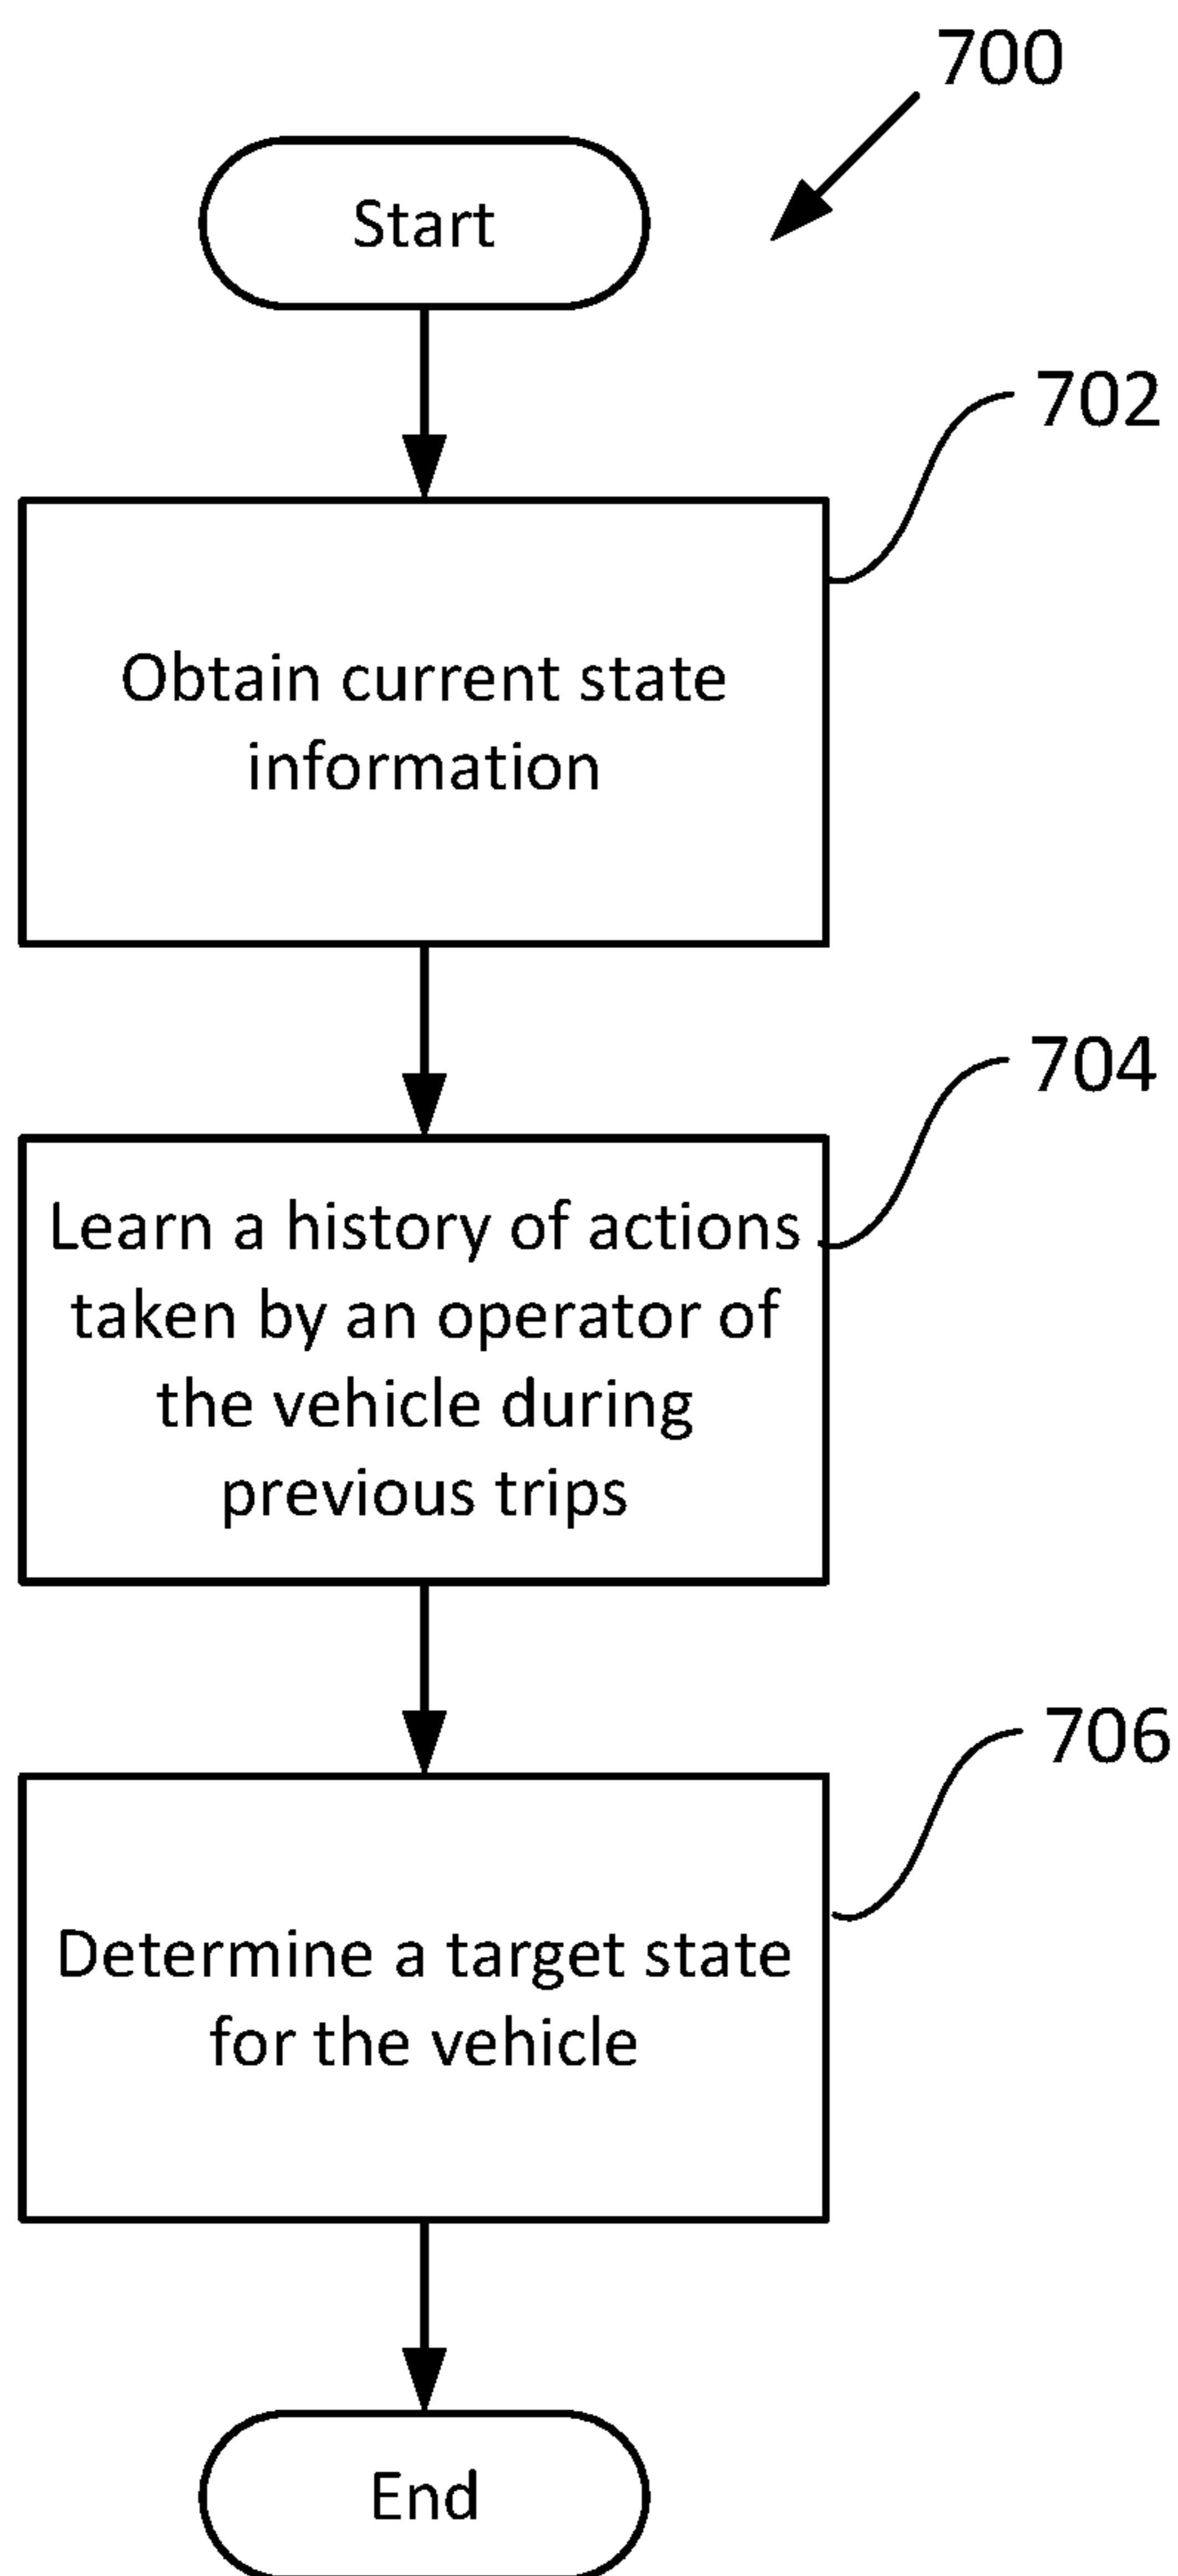 700
Start
702
Obtain current state
information
704
Learn a history of actions
taken by an operator of
the vehicle during
previous trips
706
Determine a target state
for the vehicle
End